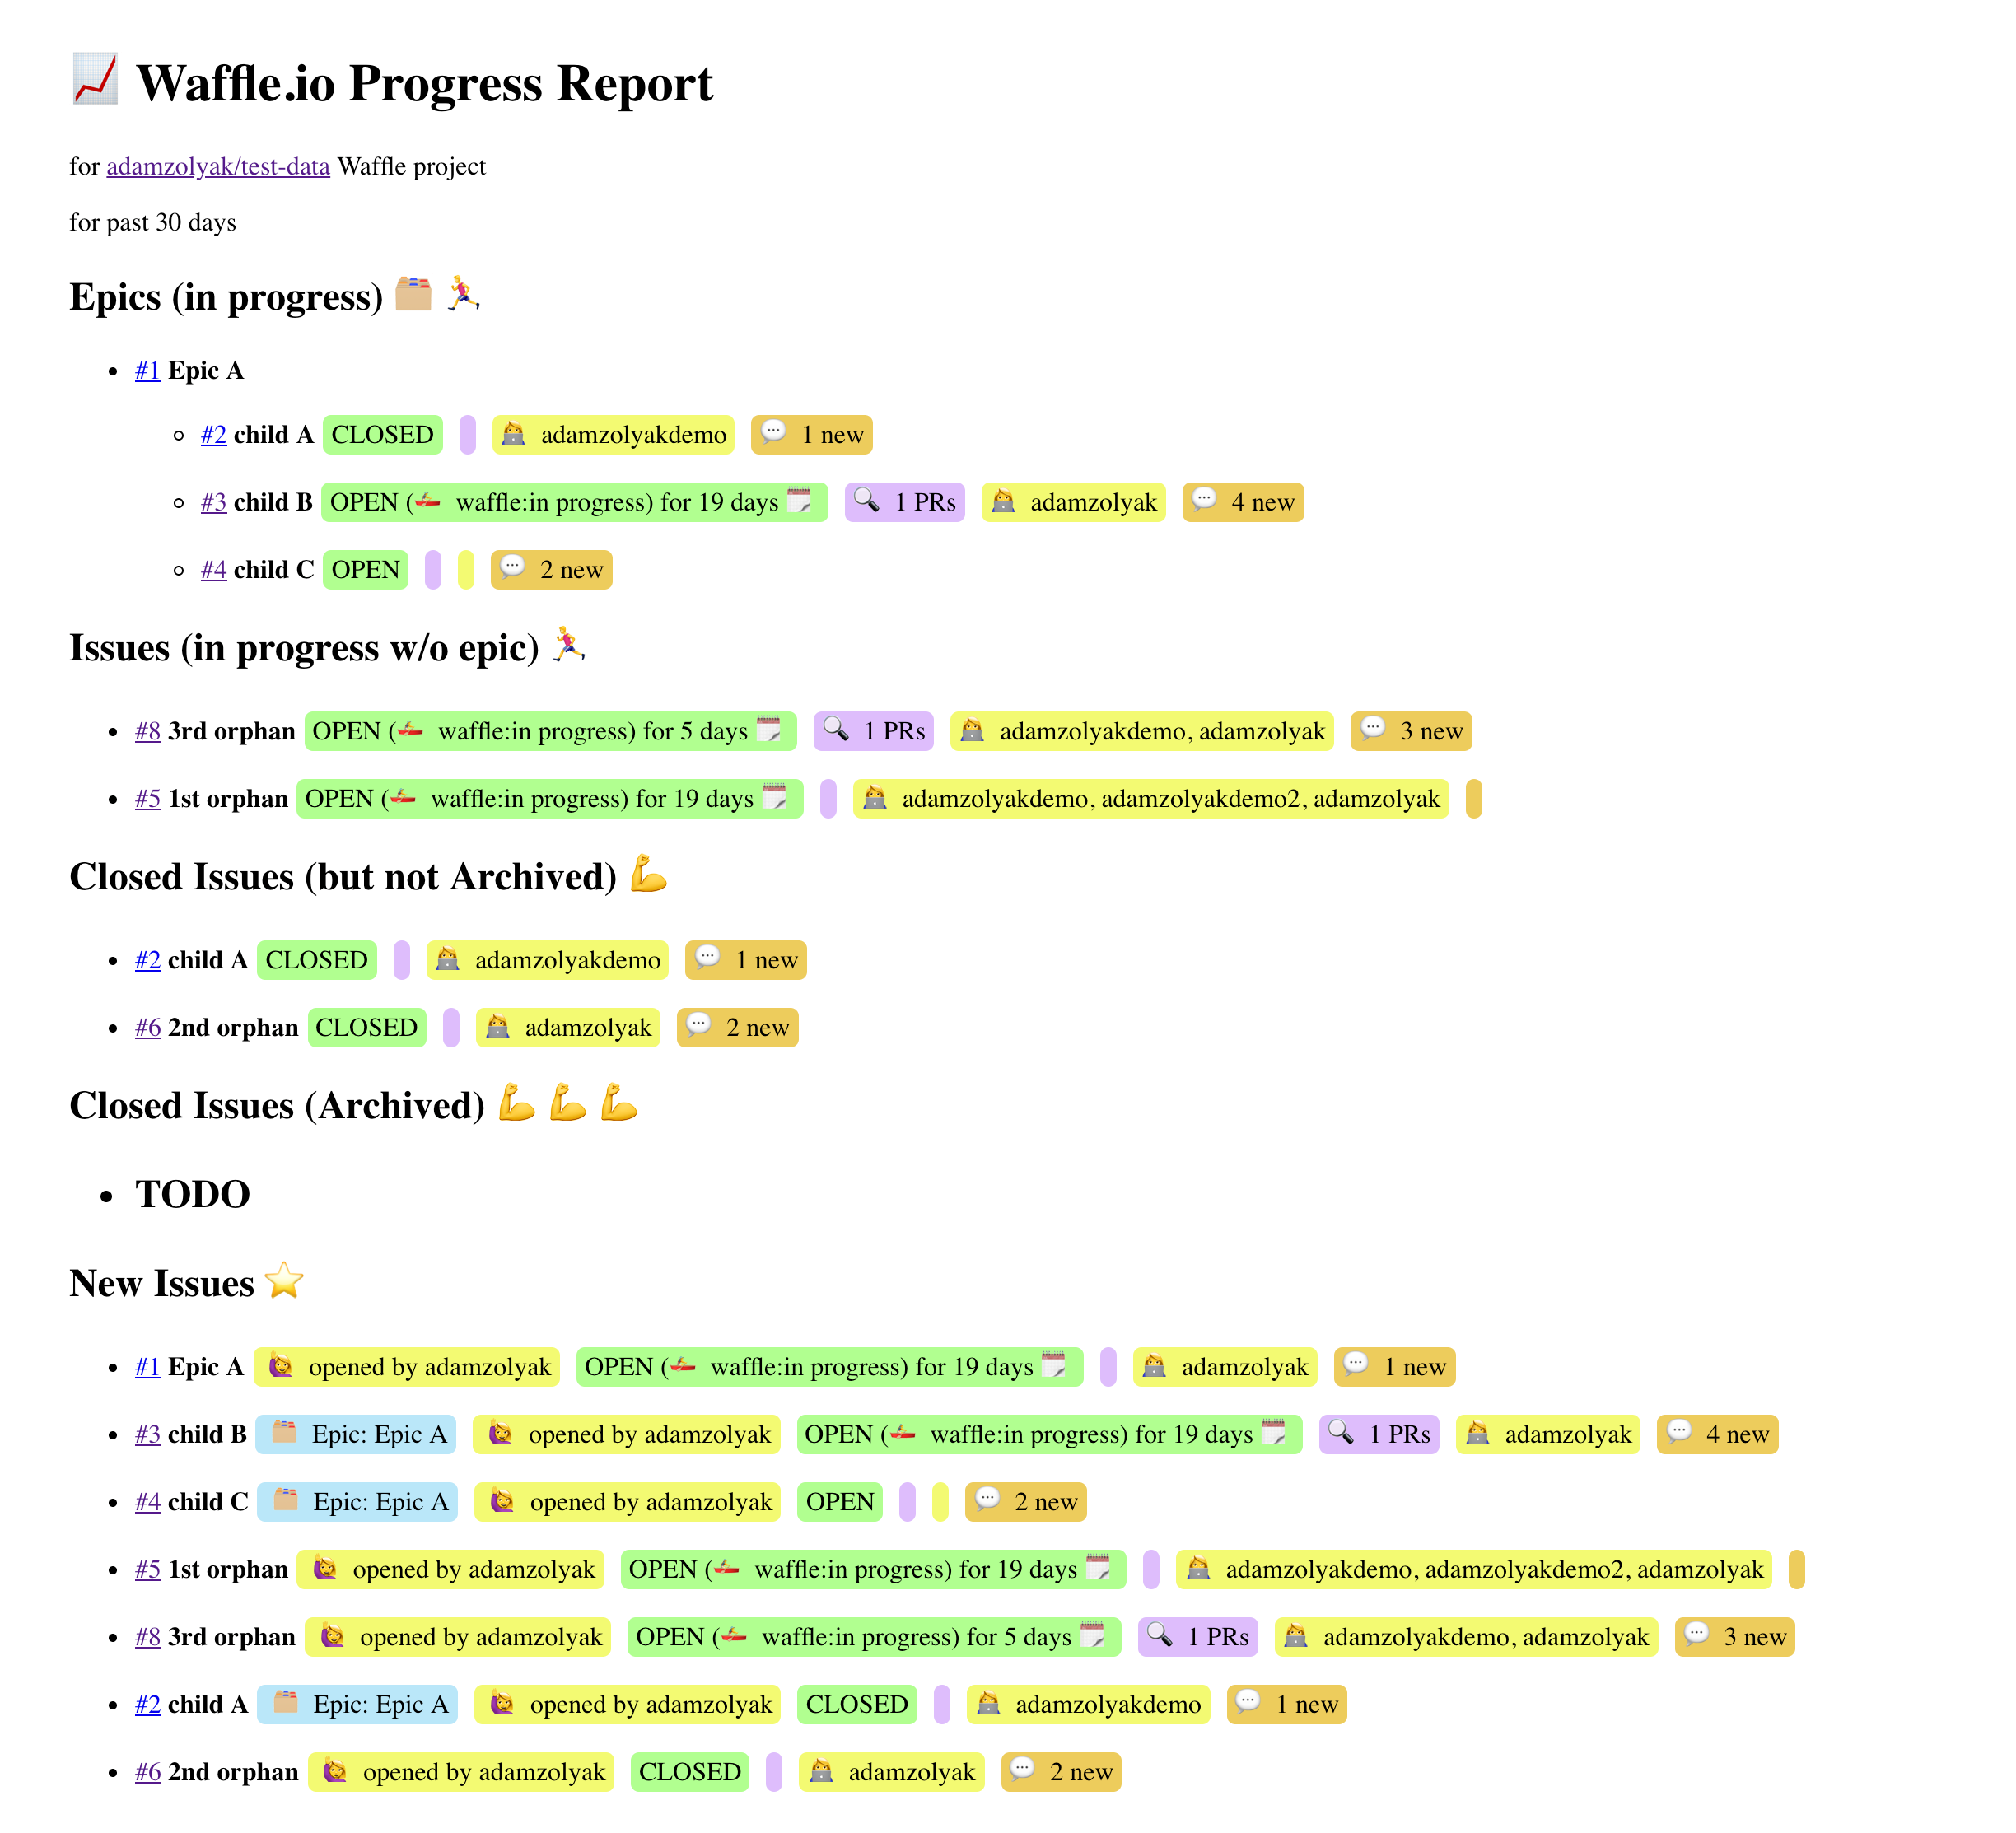 Waffle.io Progress Report
for adamzolyak/test-data Waffle project
for past 30 days
Epics (in progress)
#1 Epic A
#2 child A CLOSED adamzolyakdemo 1 new
#3 child B OPEN ( waffle:in progress) for 19 days 1 PRs adamzolyak 4 new
#4 child C OPEN 2 new
Issues (in progress w/o epic)
#8 3rd orphan OPEN ( waffle:in progress) for 5 days 1 PRs adamzolyakdemo, adamzolyak 3 new
#5 1st orphan OPEN ( waffle:in progress) for 19 days adamzolyakdemo, adamzolyakdemo2, adamzolyak
Closed Issues (but not Archived)
#2 child A CLOSED adamzolyakdemo 1 new
#6 2nd orphan CLOSED adamzolyak 2 new
Closed Issues (Archived)
TODO
New Issues
#1 Epic A opened by adamzolyak OPEN ( waffle:in progress) for 19 days adamzolyak 1 new
#3 child B Epic: Epic A opened by adamzolyak OPEN ( waffle:in progress) for 19 days 1 PRs adamzolyak 4 new
#4 child C Epic: Epic A opened by adamzolyak OPEN 2 new
#5 1st orphan opened by adamzolyak OPEN ( waffle:in progress) for 19 days adamzolyakdemo, adamzolyakdemo2, adamzolyak
#8 3rd orphan opened by adamzolyak OPEN ( waffle:in progress) for 5 days 1 PRs adamzolyakdemo, adamzolyak 3 new
#2 child A Epic: Epic A opened by adamzolyak CLOSED adamzolyakdemo 1 new
#6 2nd orphan opened by adamzolyak CLOSED adamzolyak 2 new